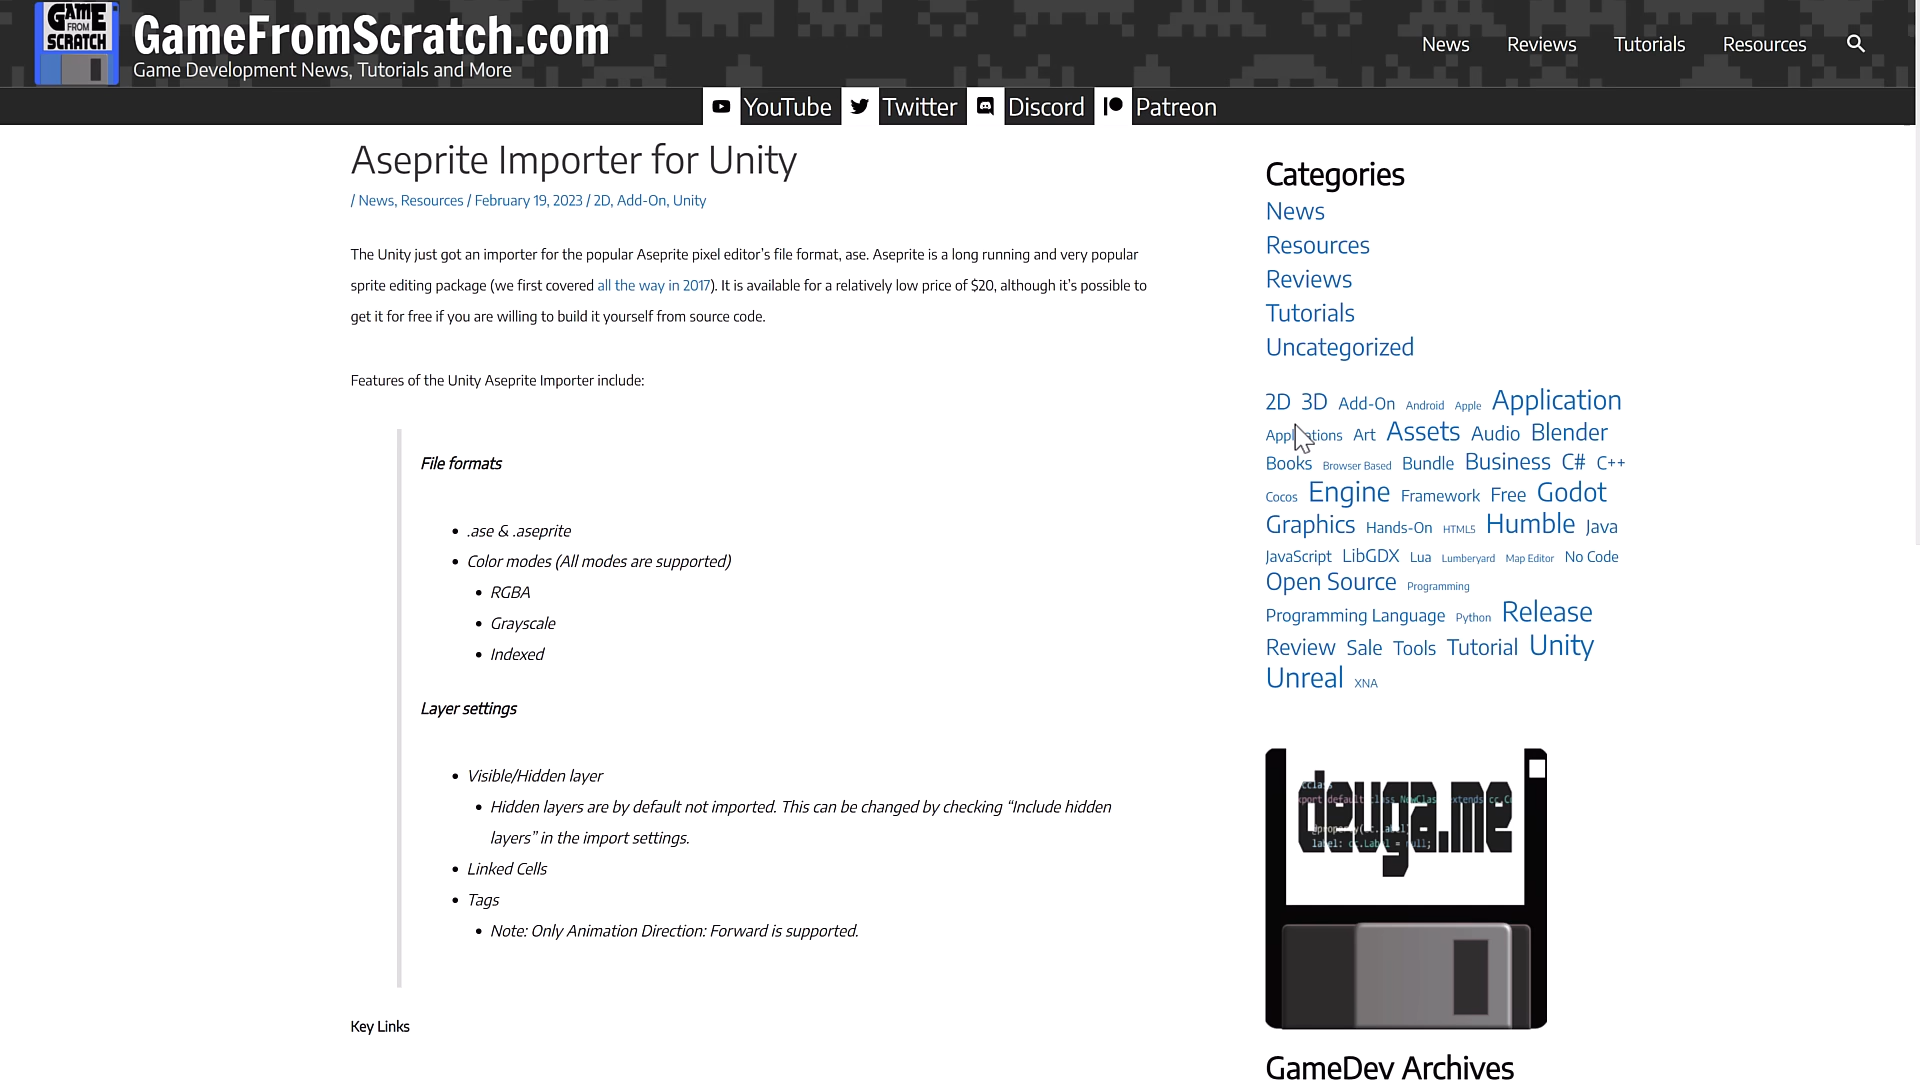 GAME
FROM
SCRATCH
GameFromScratch.com
Game Development News, Tutorials and More
News Reviews Tutorials Resources
YouTube Twitter Discord Patreon
Aseprite Importer for Unity
/ News, Resources / February 19, 2023 / 2D, Add-On, Unity
The Unity just got an importer for the popular Aseprite pixel editor’s file format, ase. Aseprite is a long running and very popular
sprite editing package (we first covered all the way in 2017). It is available for a relatively low price of $20, although it’s possible to
get it for free if you are willing to build it yourself from source code.
Features of the Unity Aseprite Importer include:
File formats
• .ase & .aseprite
• Color modes (All modes are supported)
• RGBA
• Grayscale
• Indexed
Layer settings
• Visible/Hidden layer
• Hidden layers are by default not imported. This can be changed by checking “Include hidden
layers” in the import settings.
• Linked Cells
• Tags
• Note: Only Animation Direction: Forward is supported.
Key Links
Categories
News
Resources
Reviews
Tutorials
Uncategorized
2D 3D Add-On Android Apple Application
Applications Art Assets Audio Blender
Books Browser Based Bundle Business C# C++
Cocos Engine Framework Free Godot
Graphics Hands-On HTML5 Humble Java
JavaScript LibGDX Lua Lumberyard Map Editor No Code
Open Source Programming
Programming Language Python Release
Review Sale Tools Tutorial Unity
Unreal XNA
devga.me
GameDev Archives